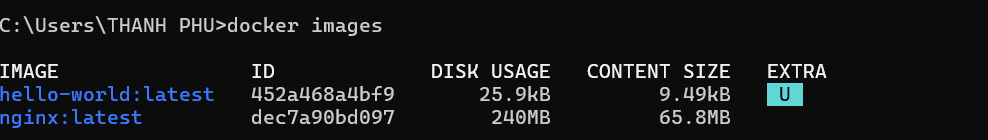 C:\Users\THANH PHU>docker images
IMAGE ID DISK USAGE CONTENT SIZE EXTRA
hello-world:latest 452a468a4bf9 25.9kB 9.49kB U
nginx:latest dec7a90bd097 240MB 65.8MB